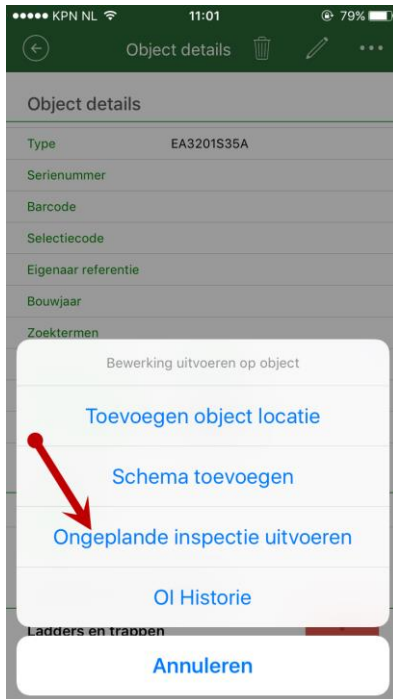 KPN NL 11:01 79%
Object details
Object details
Type EA3201S35A
Serienummer
Barcode
Selectiecode
Eigenaar referentie
Bouwjaar
Zoektermen
Bewerking uitvoeren op object
Toevoegen object locatie
Schema toevoegen
Ongeplande inspectie uitvoeren
OI Historie
Ladders en trappen
Annuleren